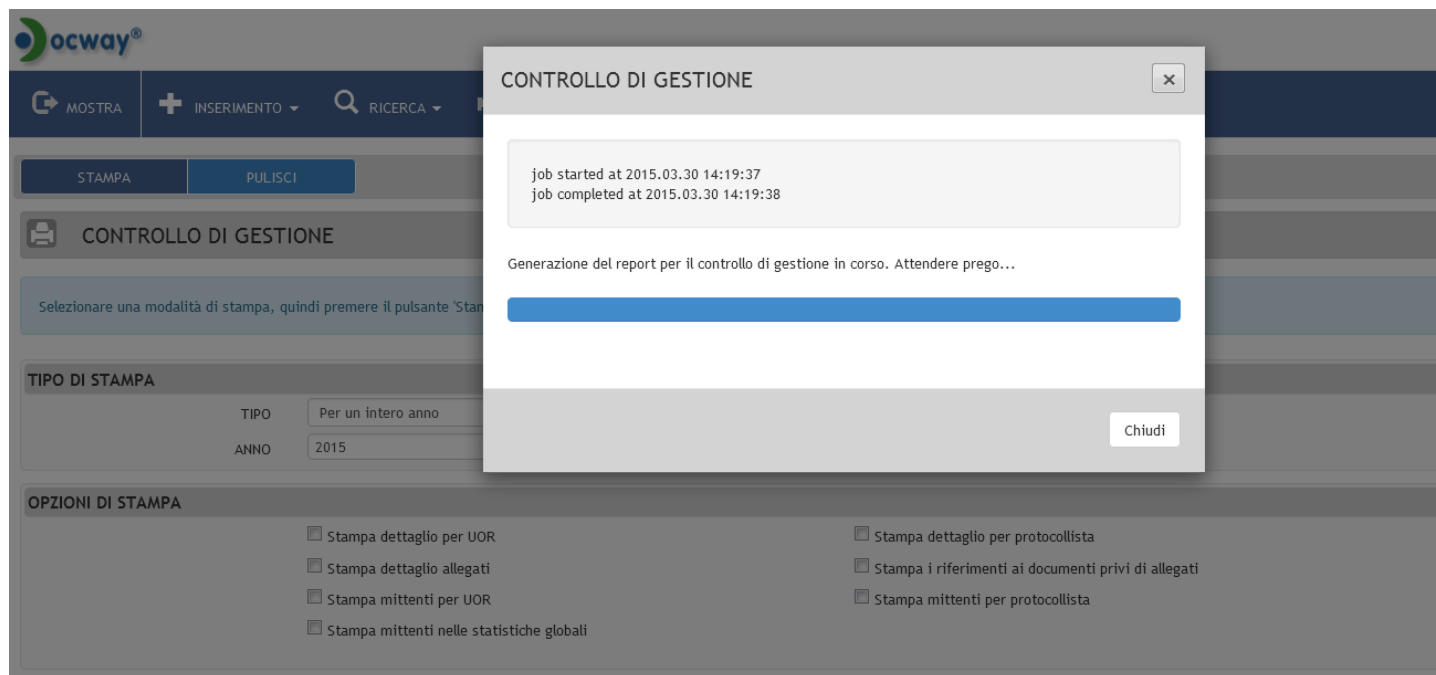 ocway®
MOSTRA
INSERIMENTO
RICERCA
CONTROLLO DI GESTIONE
job started at 2015.03.30 14:19:37
job completed at 2015.03.30 14:19:38
Generazione del report per il controllo di gestione in corso. Attendere prego...
Chiudi
STAMPA
PULISCI
CONTROLLO DI GESTIONE
Selezionare una modalità di stampa, quindi premere il pulsante 'Stam
TIPO DI STAMPA
TIPO Per un intero anno
ANNO 2015
OPZIONI DI STAMPA
Stampa dettaglio per UOR Stampa dettaglio per protocollista
Stampa dettaglio allegati Stampa i riferimenti ai documenti privi di allegati
Stampa mittenti per UOR Stampa mittenti per protocollista
Stampa mittenti nelle statistiche globali